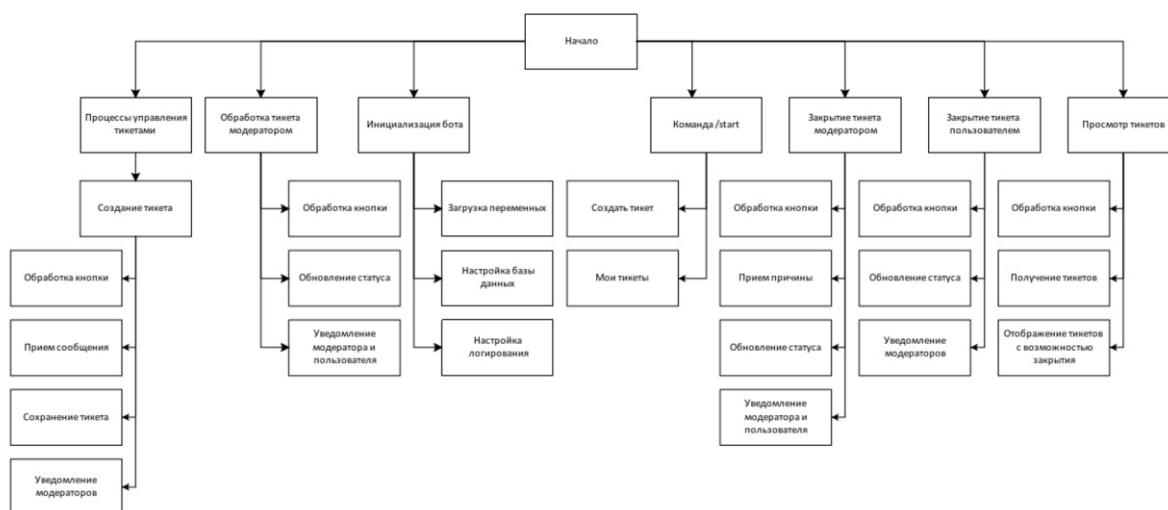 Начало
Процессы управления
тикетами
Обработка тикета
модератором
Инициализация бота
Команда /start
Закрытие тикета
модератором
Закрытие тикета
пользователем
Просмотр тикетов
Создание тикета
Обработка кнопки
Загрузка переменных
Создать тикет
Обработка кнопки
Обработка кнопки
Обработка кнопки
Обработка кнопки
Обновление статуса
Настройка базы
данных
Мои тикеты
Прием причины
Обновление статуса
Получение тикетов
Прием сообщения
Уведомление
модератора и
пользователя
Настройка
логирования
Обновление статуса
Уведомление
модераторов
Отображение тикетов
с возможностью
закрытия
Сохранение тикета
Уведомление
модератора и
пользователя
Уведомление
модераторов